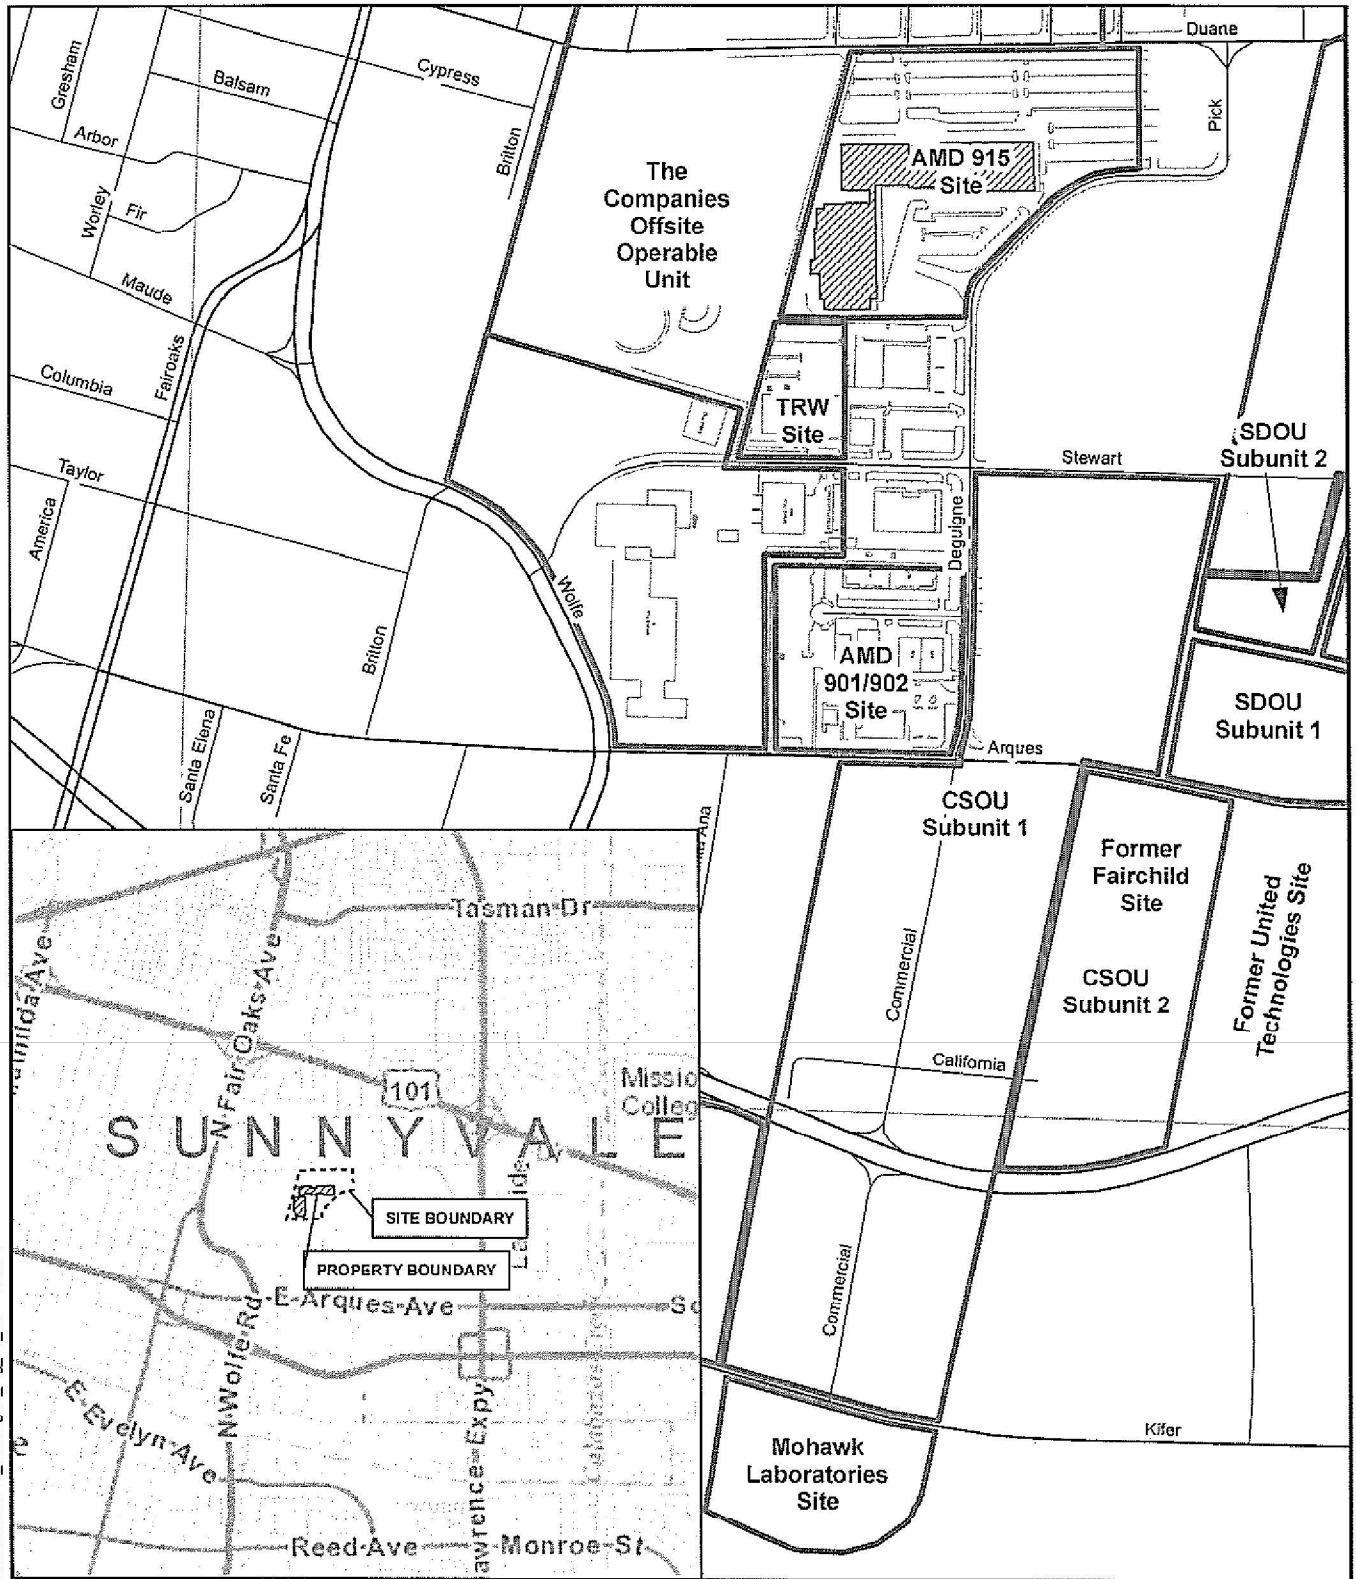 Duane
Cypress
Gresham
Balsam
Arbor
Britton
Pick
The
Companies
Offsite
Operable
Unit
AMD 915
Site
Worley
Fir
Maude
Fairoaks
Columbia
TRW
Site
SDOU
Subunit 2
Stewart
Taylor
America
Deguigne
Wolfe
Britton
AMD
901/902
Site
SDOU
Subunit 1
Santa Elena
Santa Fe
Arques
CSOU
Subunit 1
Former
Fairchild
Site
Former United
Technologies Site
Commercial
CSOU
Subunit 2
California
Commercial
Kifer
Mohawk
Laboratories
Site
Tasman Dr
N Fair Oaks Ave
101
Missio
Colleg
SUNNYVALE
SITE BOUNDARY
PROPERTY BOUNDARY
E Arques Ave
N Wolfe Rd
E Evelyn Ave
awrence Expy
Reed Ave
Monroe St